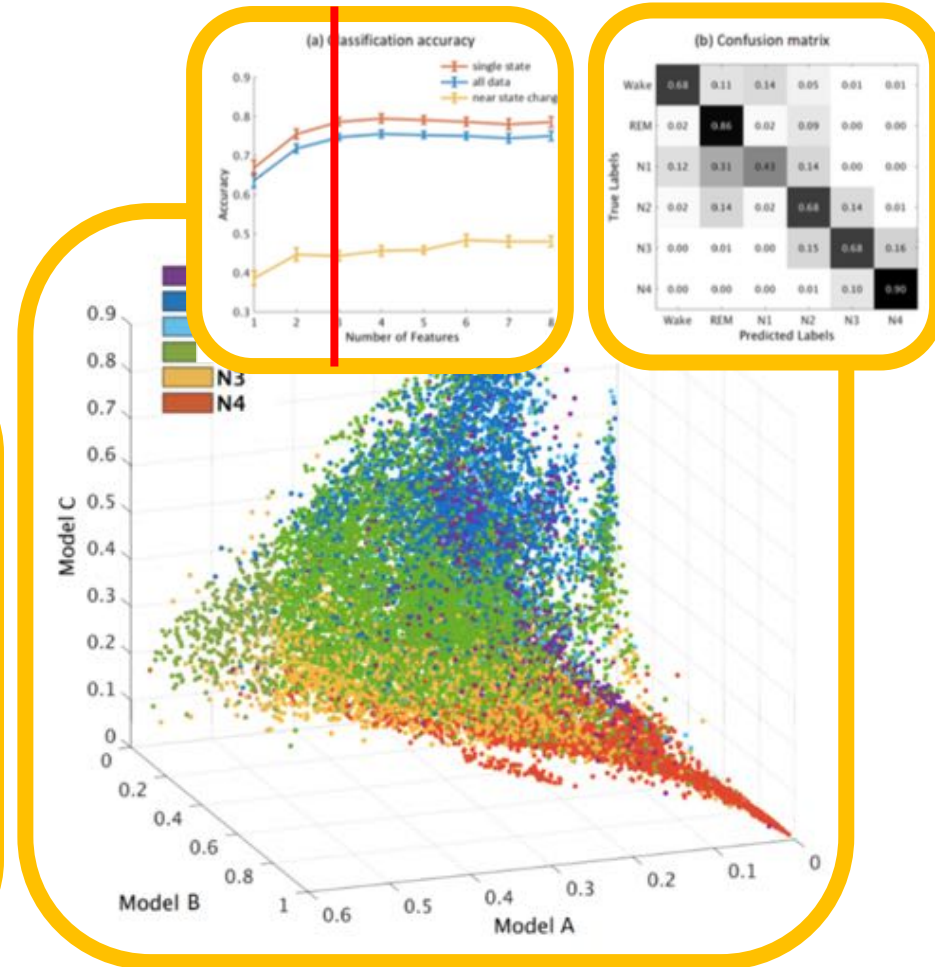 (a) lassification accuracy
single state
all data
near state chang
0.9
0.8
0.7
0.6
0.5
0.4
0.3
Accuracy
1 2 3 4 5 6 7 8
Number of Features
(b) Confusion matrix
True Labels
Wake 0.68 0.11 0.14 0.05 0.01 0.01
REM 0.02 0.86 0.02 0.09 0.00 0.00
N1 0.12 0.31 0.43 0.14 0.00 0.00
N2 0.02 0.14 0.02 0.68 0.14 0.01
N3 0.00 0.01 0.00 0.15 0.68 0.16
N4 0.00 0.00 0.00 0.01 0.10 0.90
Wake REM N1 N2 N3 N4
Predicted Labels
N3
N4
0.9
0.8
0.7
0.6
0.5
0.4
0.3
0.2
0.1
0
Model C
0
0.2
0.4
0.6
0.8
1
Model B
0.6 0.5 0.4 0.3 0.2 0.1 0
Model A